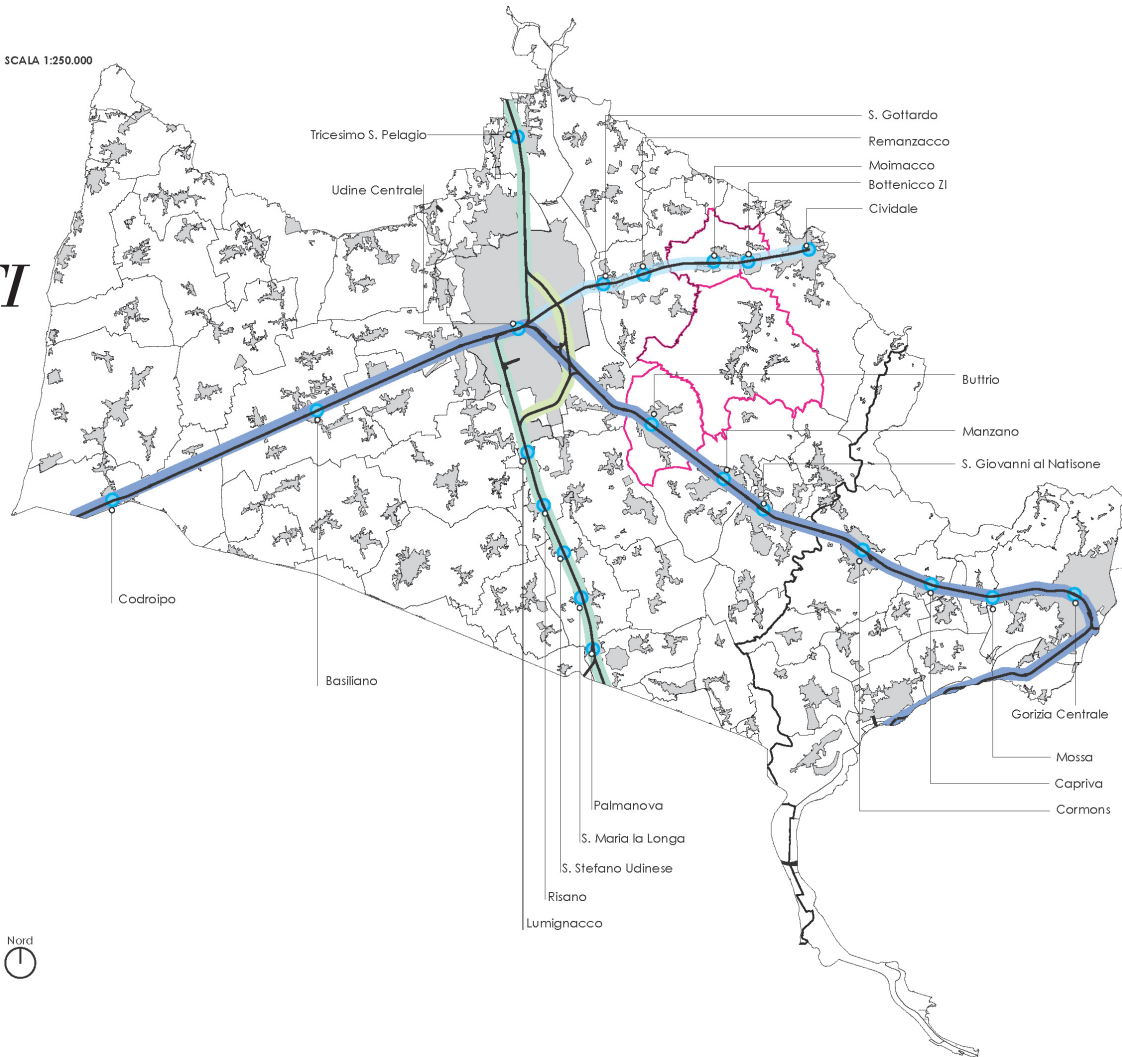 SCALA 1:250.000
S. Gottardo
Tricesimo S. Pelagio
Remanzacco
Moimacco
Bottenicco ZI
Udine Centrale
Cividale
TI
Buttrio
Manzano
S. Giovanni al Natisone
Codroipo
Basiliano
Gorizia Centrale
Mossa
Capriva
Palmanova
Cormons
S. Maria la Longa
S. Stefano Udinese
Risano
Lumignacco
Nord